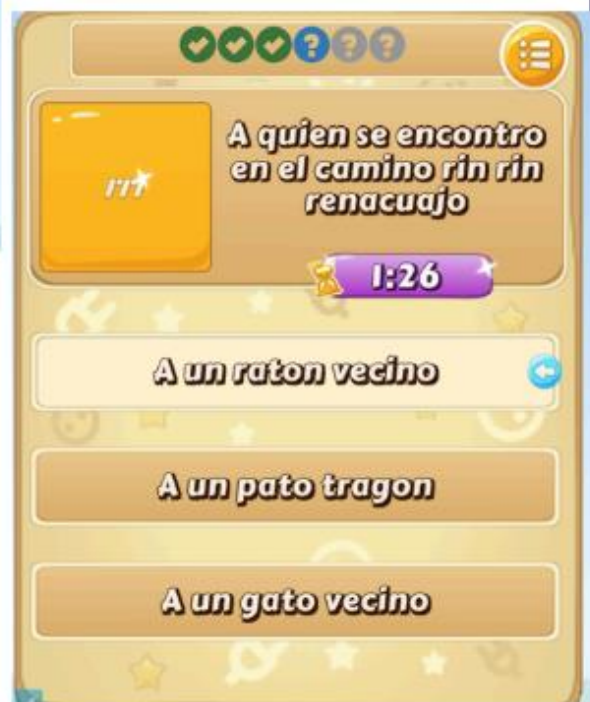 A quien se encontro
en el camino rin rin
renacuajo
1:26
A un raton vecino
A un pato tragon
A un gato vecino